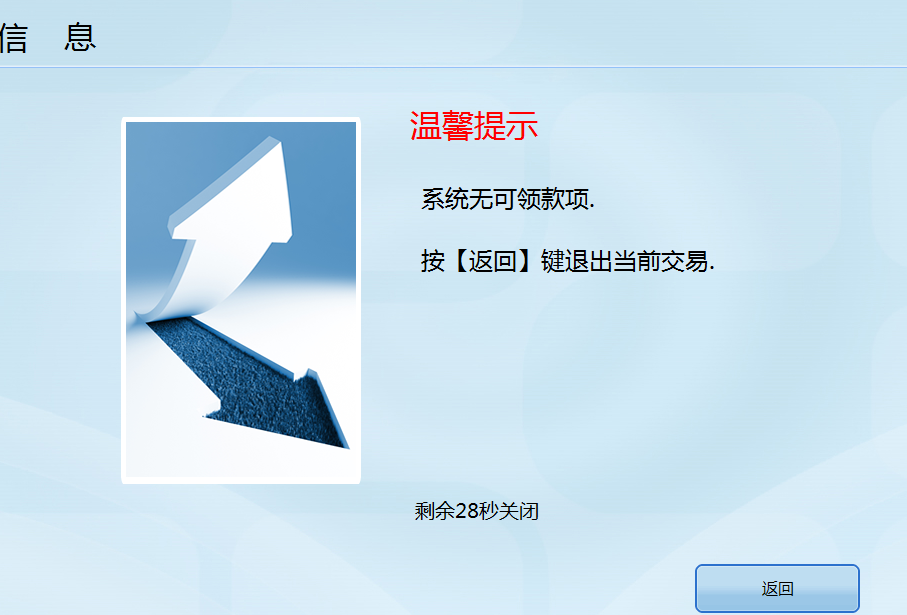 信 息
温馨提示
系统无可领款项.
按【返回】键退出当前交易.
剩余28秒关闭
返回